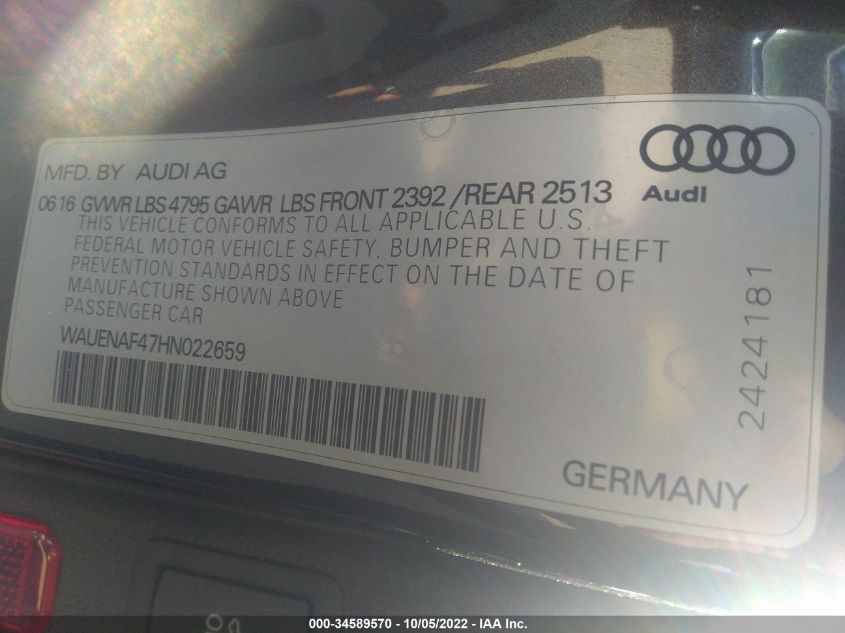 MFD. BY AUDI AG
0616 GVWR LBS 4795 GAWR LBS FRONT 2392 / REAR 2513
THIS VEHICLE CONFORMS TO ALL APPLICABLE U.S.
FEDERAL MOTOR VEHICLE SAFETY, BUMPER AND THEFT
PREVENTION STANDARDS IN EFFECT ON THE DATE OF
MANUFACTURE SHOWN ABOVE
PASSENGER CAR
WAUENAF47HN022659
Audi
2424181
GERMANY
000-34589570 - 10/05/2022 - IAA Inc.